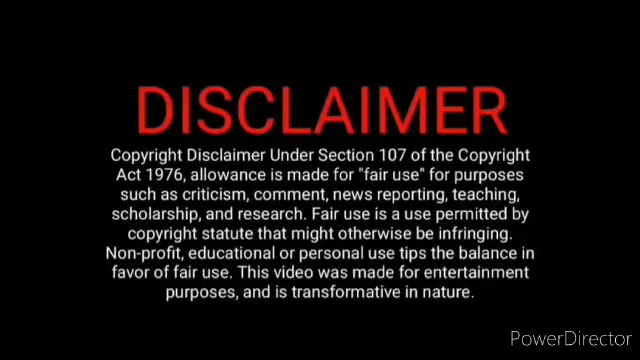 DISCLAIMER
Copyright Disclaimer Under Section 107 of the Copyright
Act 1976, allowance is made for "fair use" for purposes
such as criticism, comment, news reporting, teaching,
scholarship, and research. Fair use is a use permitted by
copyright statute that might otherwise be infringing.
Non-profit, educational or personal use tips the balance in
favor of fair use. This video was made for entertainment
purposes, and is transformative in nature.
PowerDirector